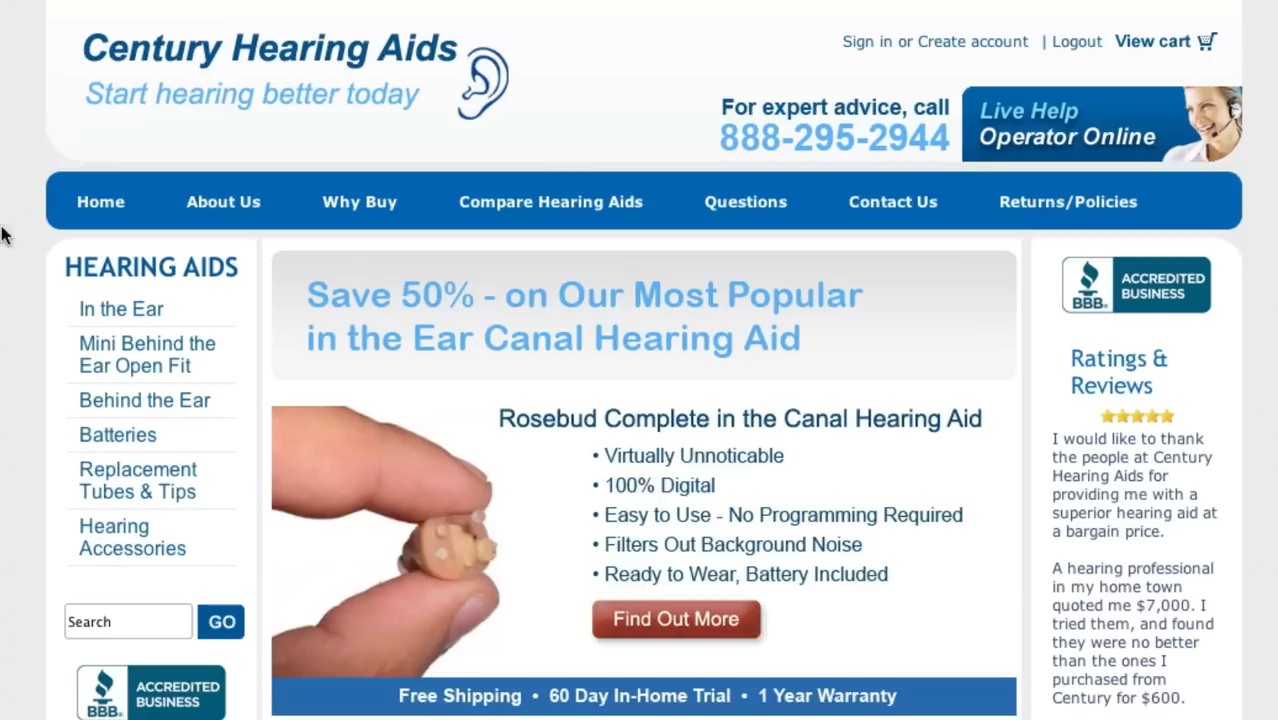 Century Hearing Aids
Start hearing better today
Sign in or Create account | Logout View cart
For expert advice, call
888-295-2944
Live Help
Operator Online
Home About Us Why Buy Compare Hearing Aids Questions Contact Us Returns/Policies
HEARING AIDS
In the Ear
Mini Behind the
Ear Open Fit
Behind the Ear
Batteries
Replacement
Tubes & Tips
Hearing
Accessories
Search GO
BBB.
ACCREDITED
BUSINESS
Save 50% - on Our Most Popular
in the Ear Canal Hearing Aid
Rosebud Complete in the Canal Hearing Aid
• Virtually Unnoticable
• 100% Digital
• Easy to Use - No Programming Required
• Filters Out Background Noise
• Ready to Wear, Battery Included
Find Out More
Free Shipping • 60 Day In-Home Trial • 1 Year Warranty
BBB.
ACCREDITED
BUSINESS
Ratings &
Reviews
I would like to thank
the people at Century
Hearing Aids for
providing me with a
superior hearing aid at
a bargain price.
A hearing professional
in my home town
quoted me $7,000. I
tried them, and found
they were no better
than the ones I
purchased from
Century for $600.